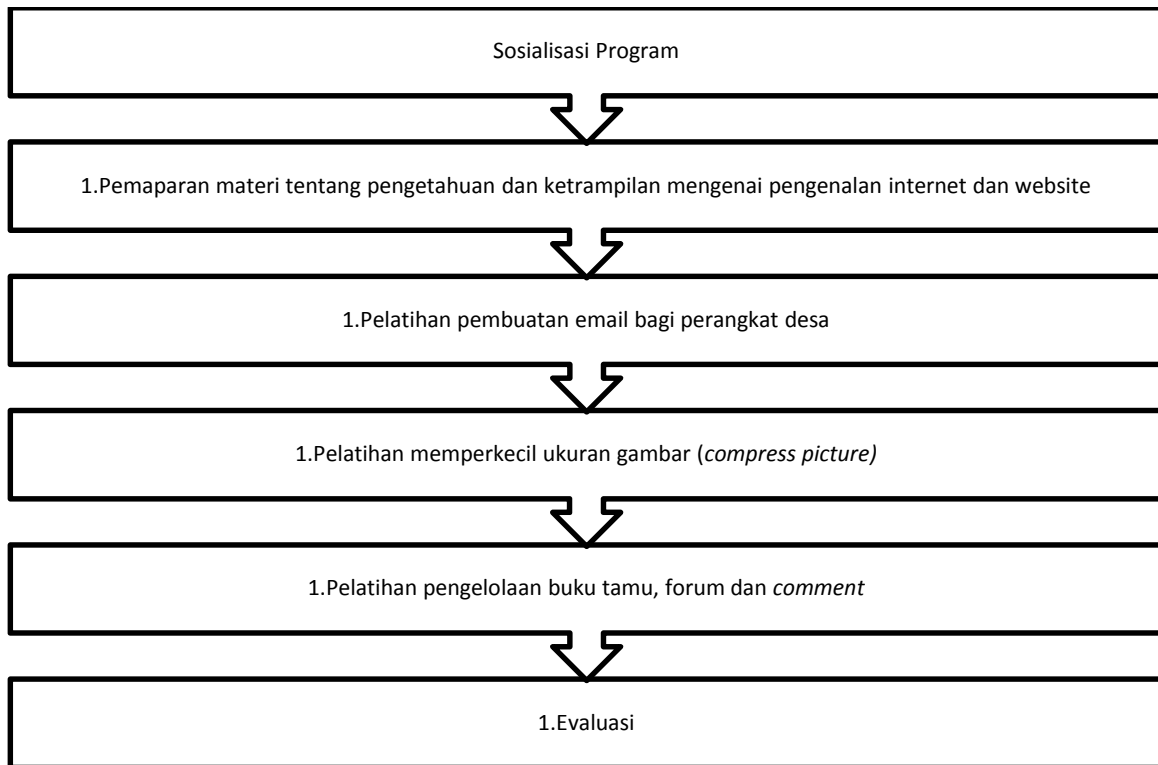 Sosialisasi Program
1.Pemaparan materi tentang pengetahuan dan ketrampilan mengenai pengenalan internet dan website
1.Pelatihan pembuatan email bagi perangkat desa
1.Pelatihan memperkecil ukuran gambar (compress picture)
1.Pelatihan pengelolaan buku tamu, forum dan comment
1.Evaluasi